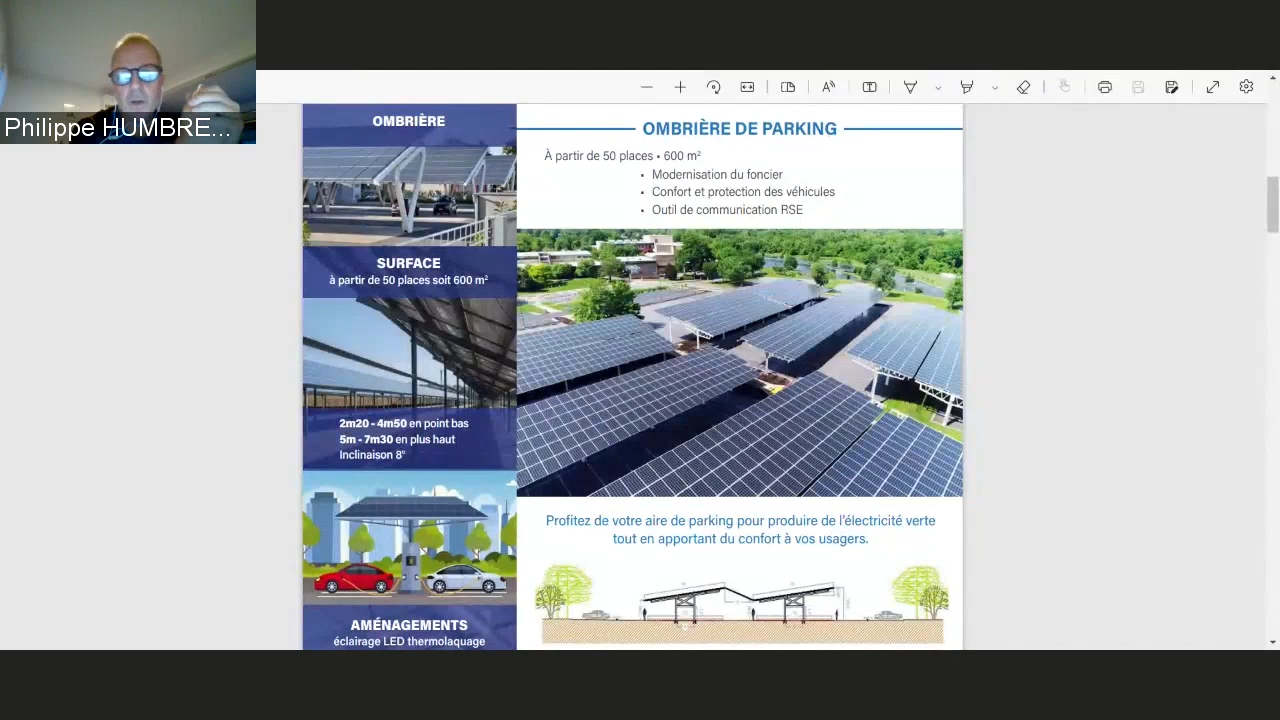 Philippe HUMBRE...
OMBRIÈRE
SURFACE
à partir de 50 places soit 600 m²
2m20 - 4m50 en point bas
5m - 7m30 en plus haut
Inclinaison 8°
AMÉNAGEMENTS
éclairage LED thermolaquage
OMBRIÈRE DE PARKING
À partir de 50 places • 600 m²
• Modernisation du foncier
• Confort et protection des véhicules
• Outil de communication RSE
Profitez de votre aire de parking pour produire de l'électricité verte
tout en apportant du confort à vos usagers.